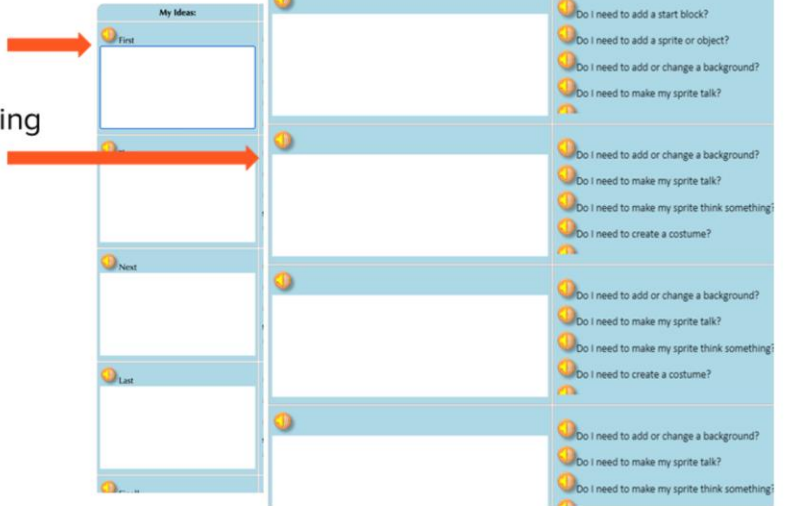 My Ideas:
First
Next
Last
ing
Do I need to add a start block?
Do I need to add a sprite or object?
Do I need to add or change a background?
Do I need to make my sprite talk?
Do I need to add or change a background?
Do I need to make my sprite talk?
Do I need to make my sprite think something?
Do I need to create a costume?
Do I need to add or change a background?
Do I need to make my sprite talk?
Do I need to make my sprite think something?
Do I need to create a costume?
Do I need to add or change a background?
Do I need to make my sprite talk?
Do I need to make my sprite think something?